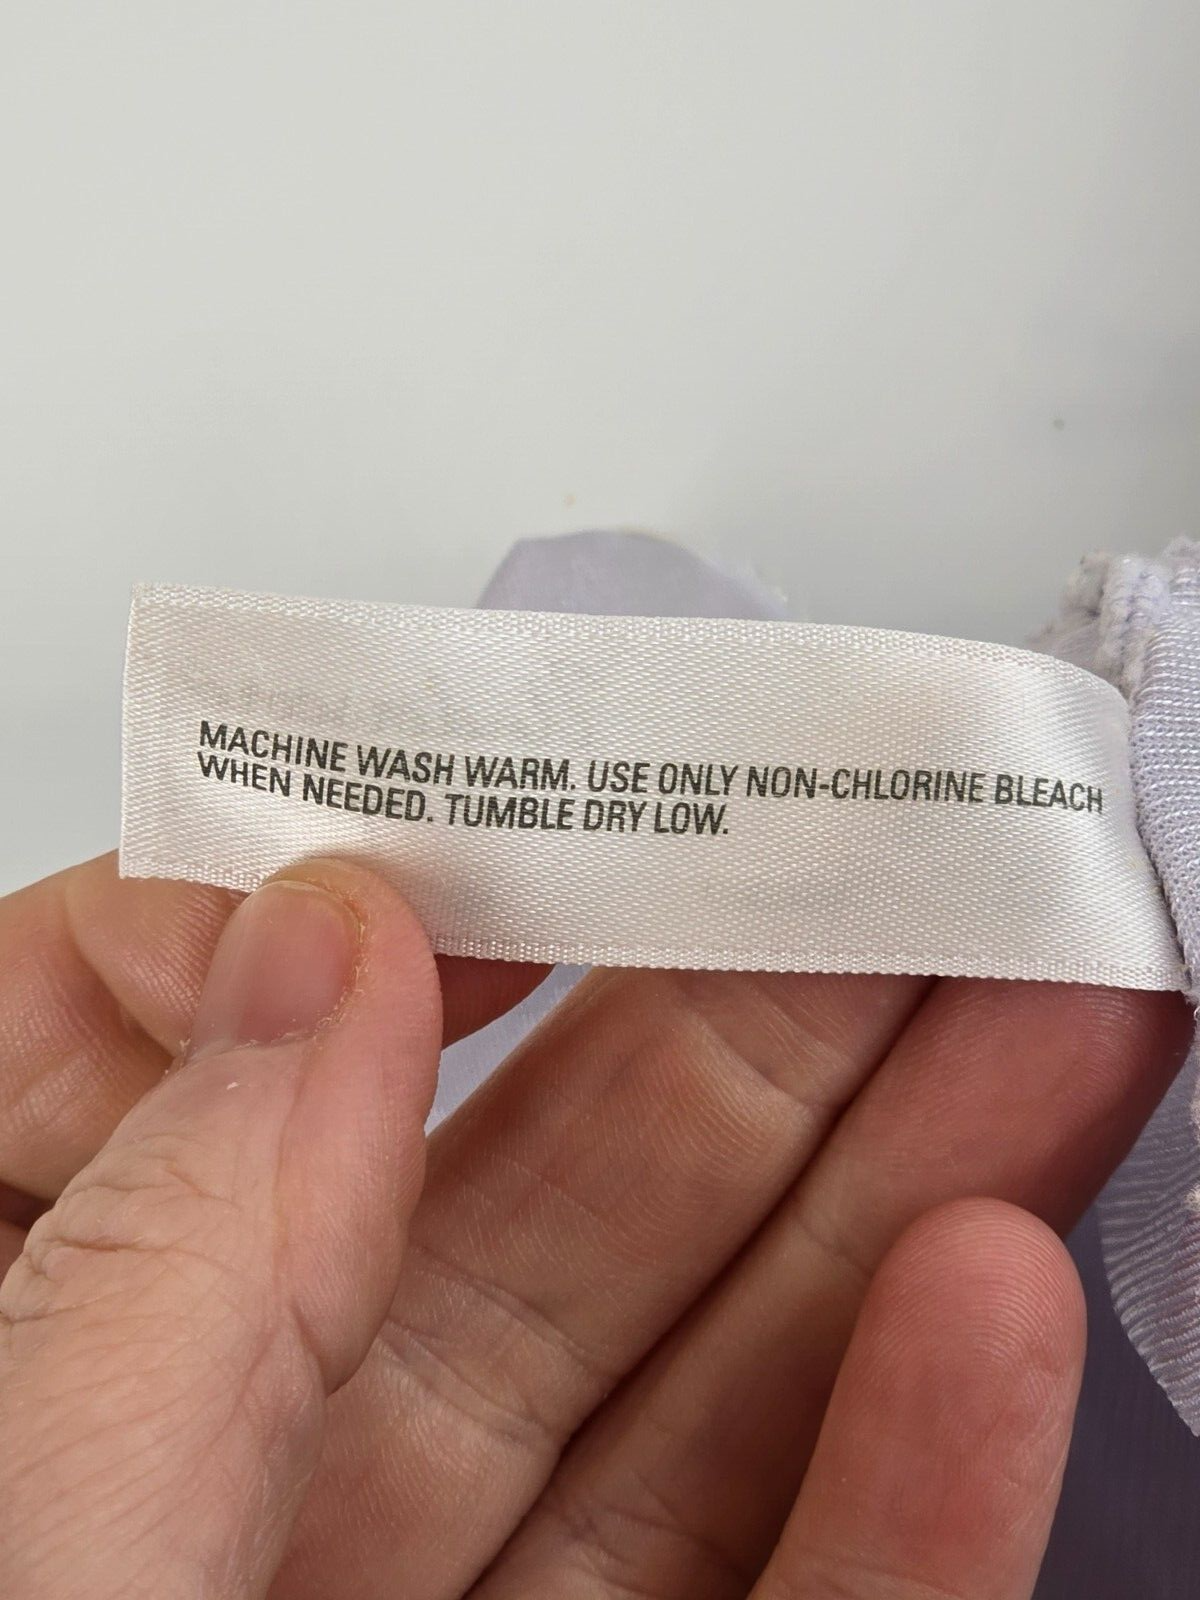 MACHINE WASH WARM. USE ONLY NON-CHLORINE BLEACH
WHEN NEEDED. TUMBLE DRY LOW.